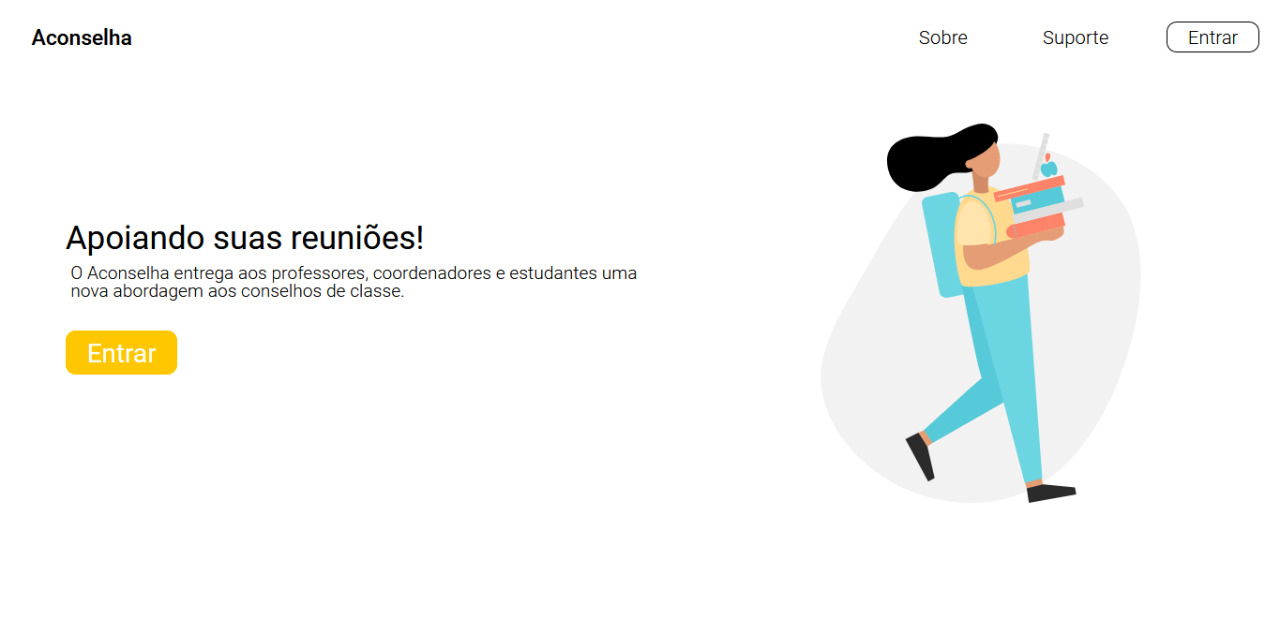 Aconselha
Sobre
Suporte
Entrar
Apoiando suas reuniões!
O Aconselha entrega aos professores, coordenadores e estudantes uma
nova abordagem aos conselhos de classe.
Entrar